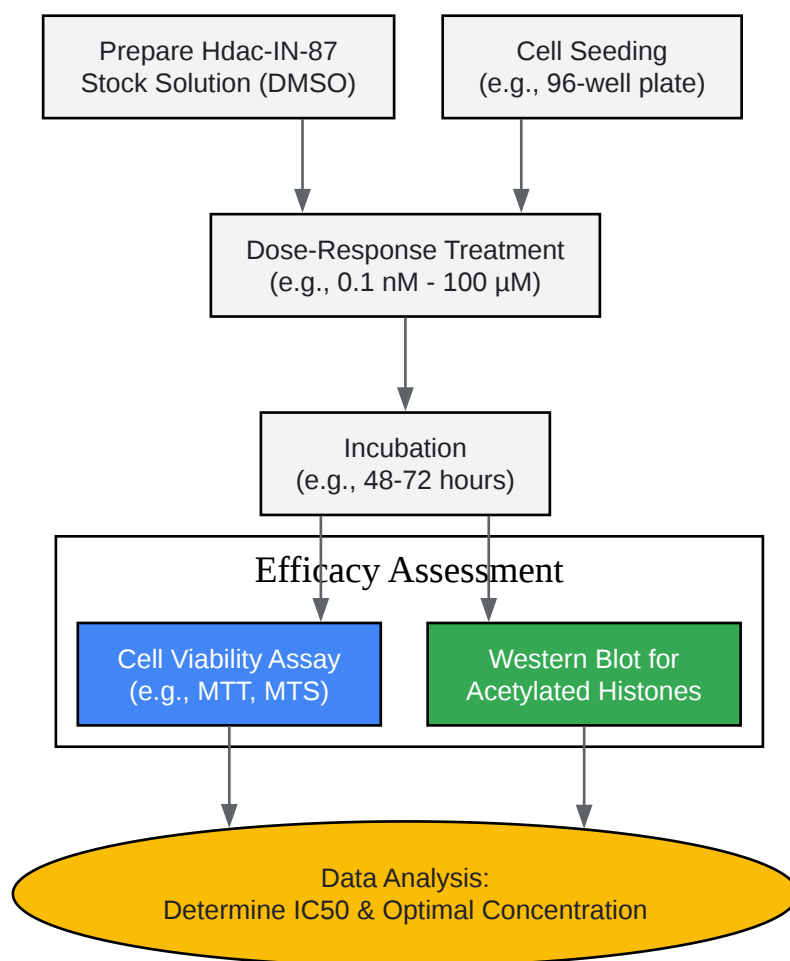 Prepare Hdac-IN-87
Stock Solution (DMSO)
Cell Seeding
(e.g., 96-well plate)
Dose-Response Treatment
(e.g., 0.1 nM - 100 µM)
Incubation
(e.g., 48-72 hours)
Efficacy Assessment
Cell Viability Assay
(e.g., MTT, MTS)
Western Blot for
Acetylated Histones
Data Analysis:
Determine IC50 & Optimal Concentration